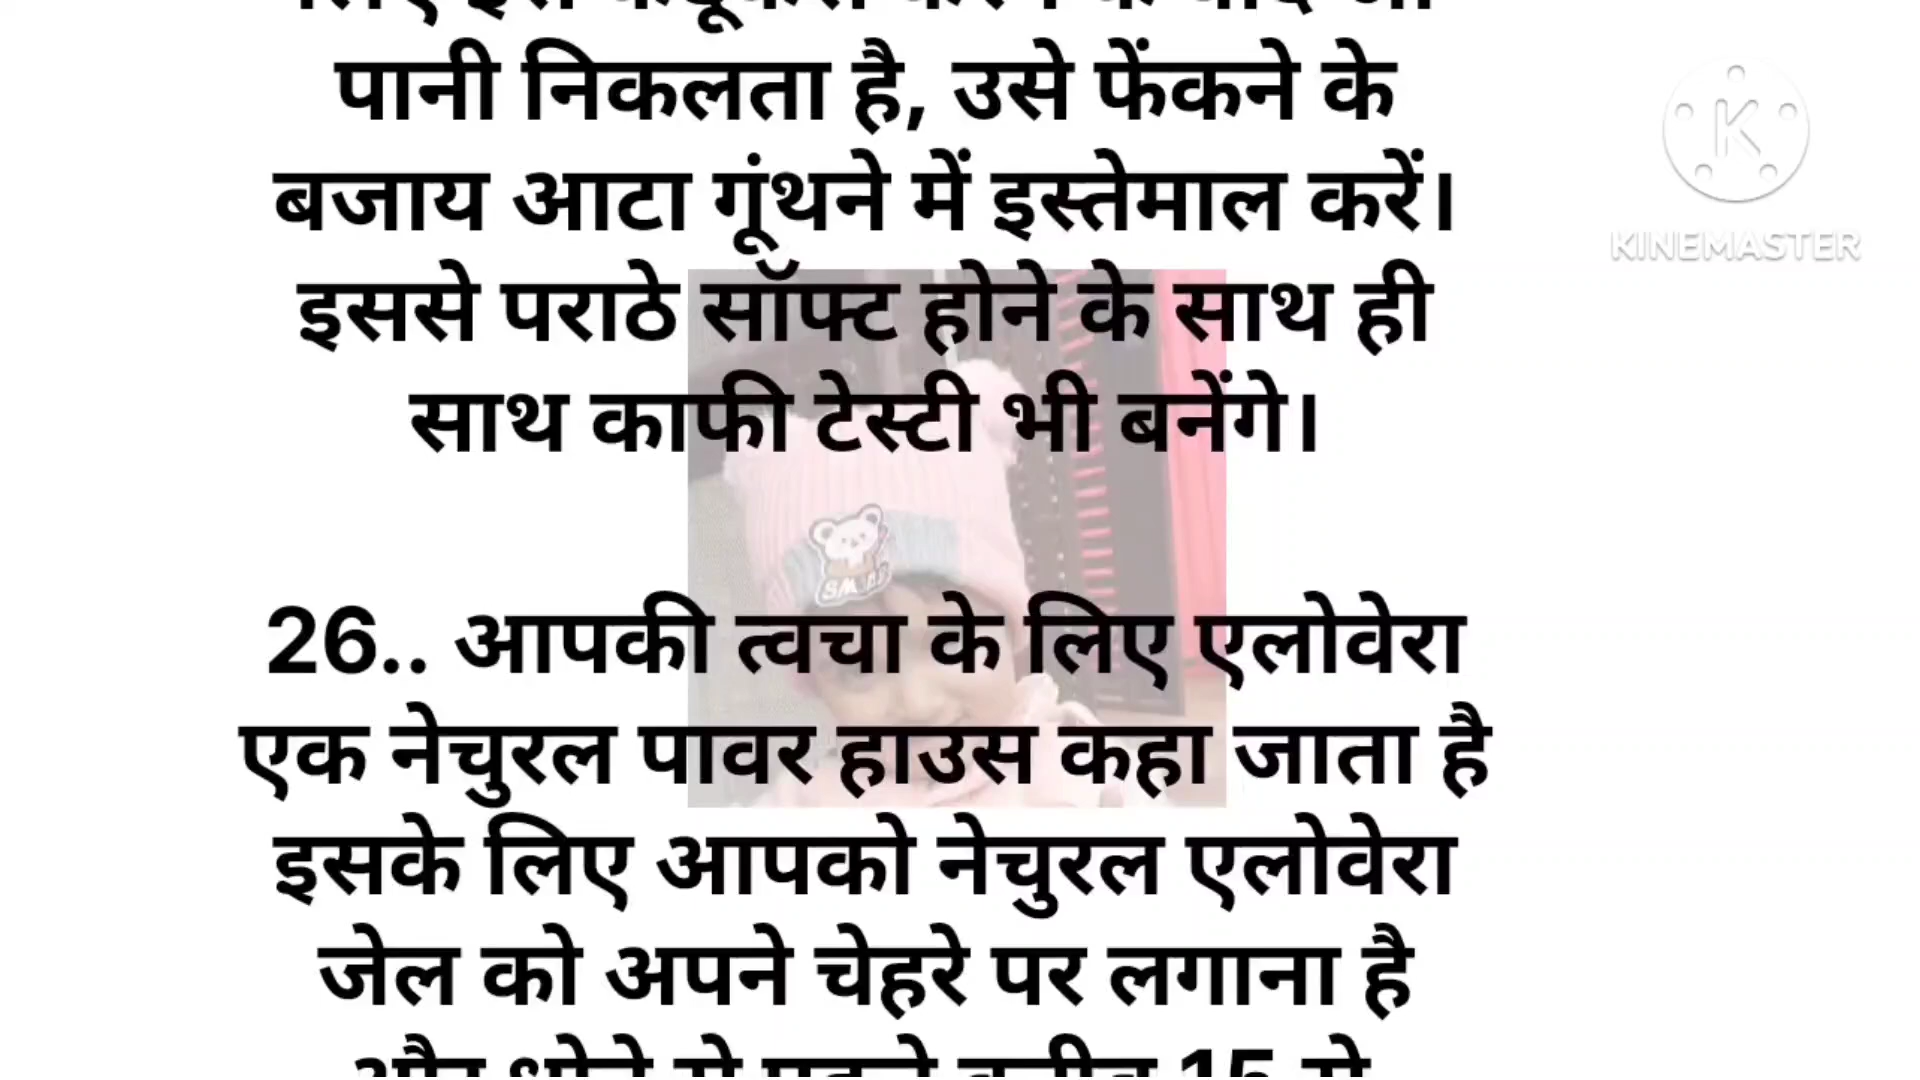 पानी निकलता है, उसे फेंकने के
बजाय आटा गूंथने में इस्तेमाल करें।
इससे पराठे सॉफ्ट होने के साथ ही
साथ काफी टेस्टी भी बनेंगे।
26.. आपकी त्वचा के लिए एलोवेरा
एक नेचुरल पावर हाउस कहा जाता है
इसके लिए आपको नेचुरल एलोवेरा
जेल को अपने चेहरे पर लगाना है
K
KINEMASTER